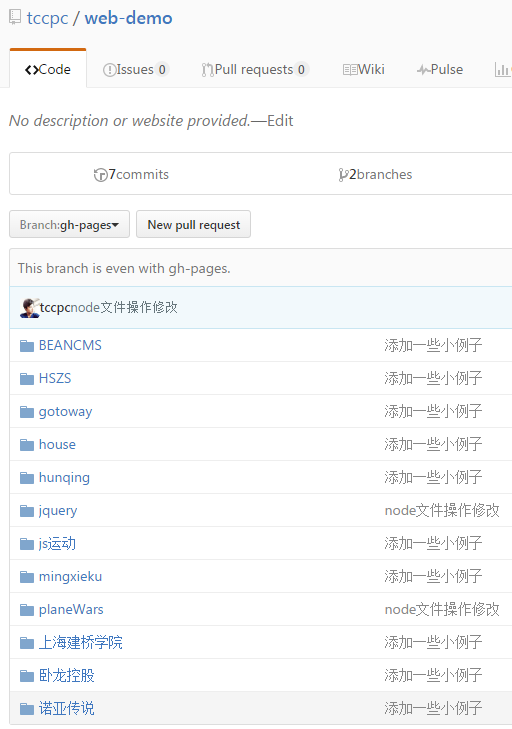 tccpc / web-demo
Code Issues 0 Pull requests 0 Wiki Pulse
No description or website provided.—Edit
7commits 2branches
Branch:gh-pages New pull request
This branch is even with gh-pages.
tccpcnode文件操作修改
BEANCMS 添加一些小例子
HSZS 添加一些小例子
gotoway 添加一些小例子
house 添加一些小例子
hunqing 添加一些小例子
jquery node文件操作修改
js运动 添加一些小例子
mingxieku 添加一些小例子
planeWars node文件操作修改
上海建桥学院 添加一些小例子
卧龙控股 添加一些小例子
诺亚传说 添加一些小例子